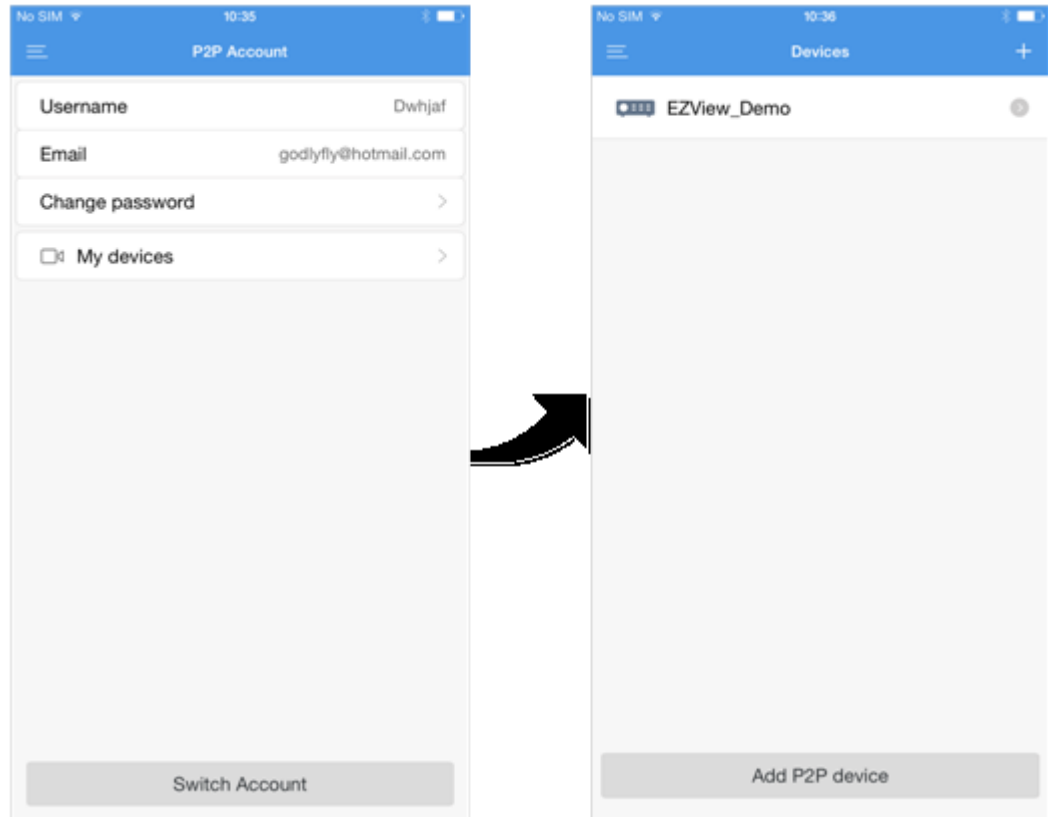 No SIM 10:35
P2P Account
Username Dwhjaf
Email godlyfly@hotmail.com
Change password
My devices
Switch Account
No SIM 10:36
Devices +
EZView_Demo
Add P2P device